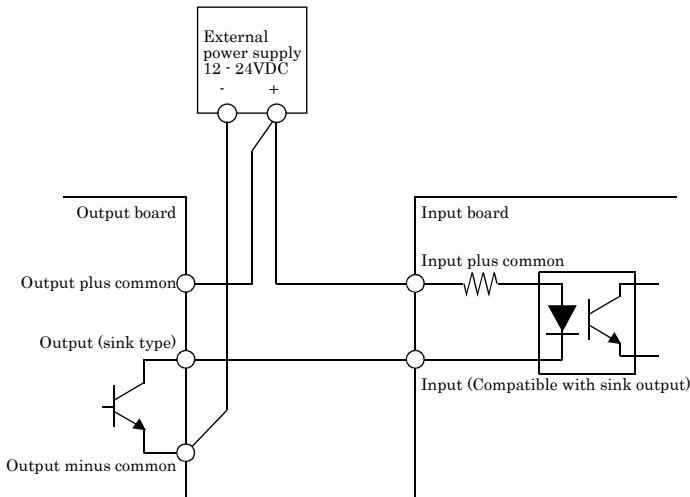 External
power supply
12 - 24VDC
- +
Output board
Input board
Input plus common
Output plus common
Output (sink type)
Input (Compatible with sink output)
Output minus common